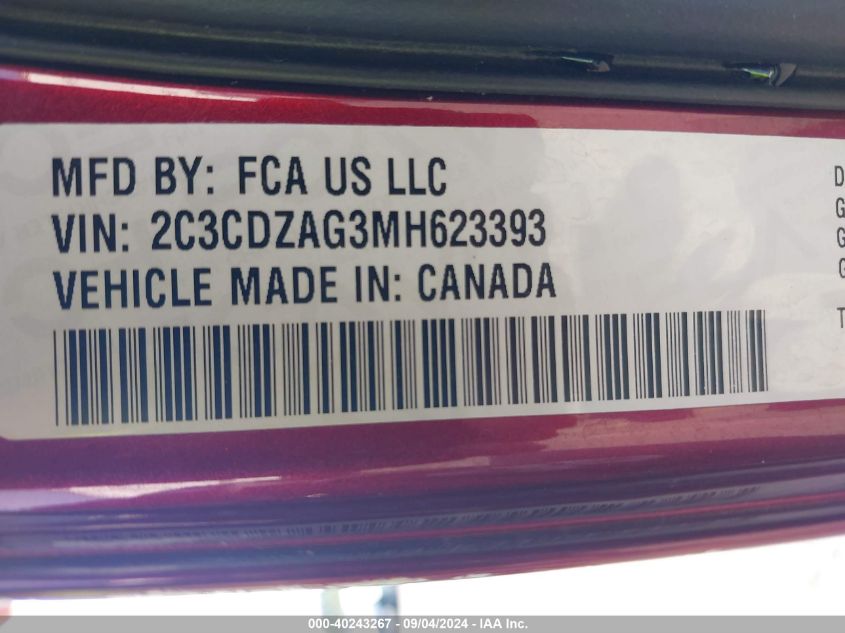 MFD BY: FCA US LLC
VIN: 2C3CDZAG3MH623393
VEHICLE MADE IN: CANADA
D
G
G
G
T
000-40243267 - 09/04/2024 - IAA Inc.